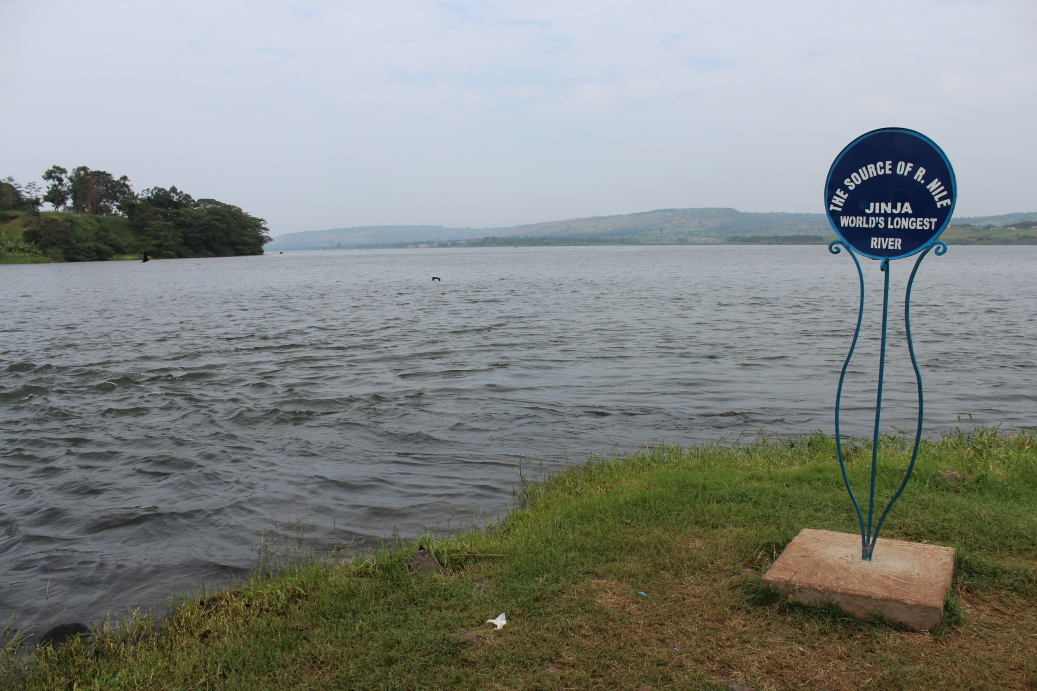 THE SOURCE OF R. NILE
JINJA
WORLD'S LONGEST
RIVER